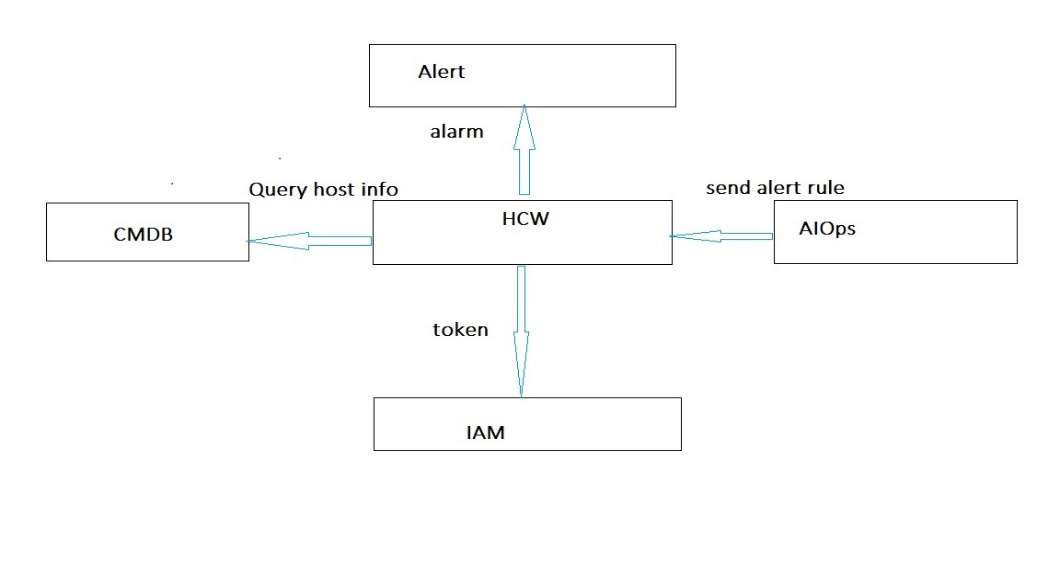 Alert
alarm
Query host info
send alert rule
CMDB
HCW
AIOps
token
IAM